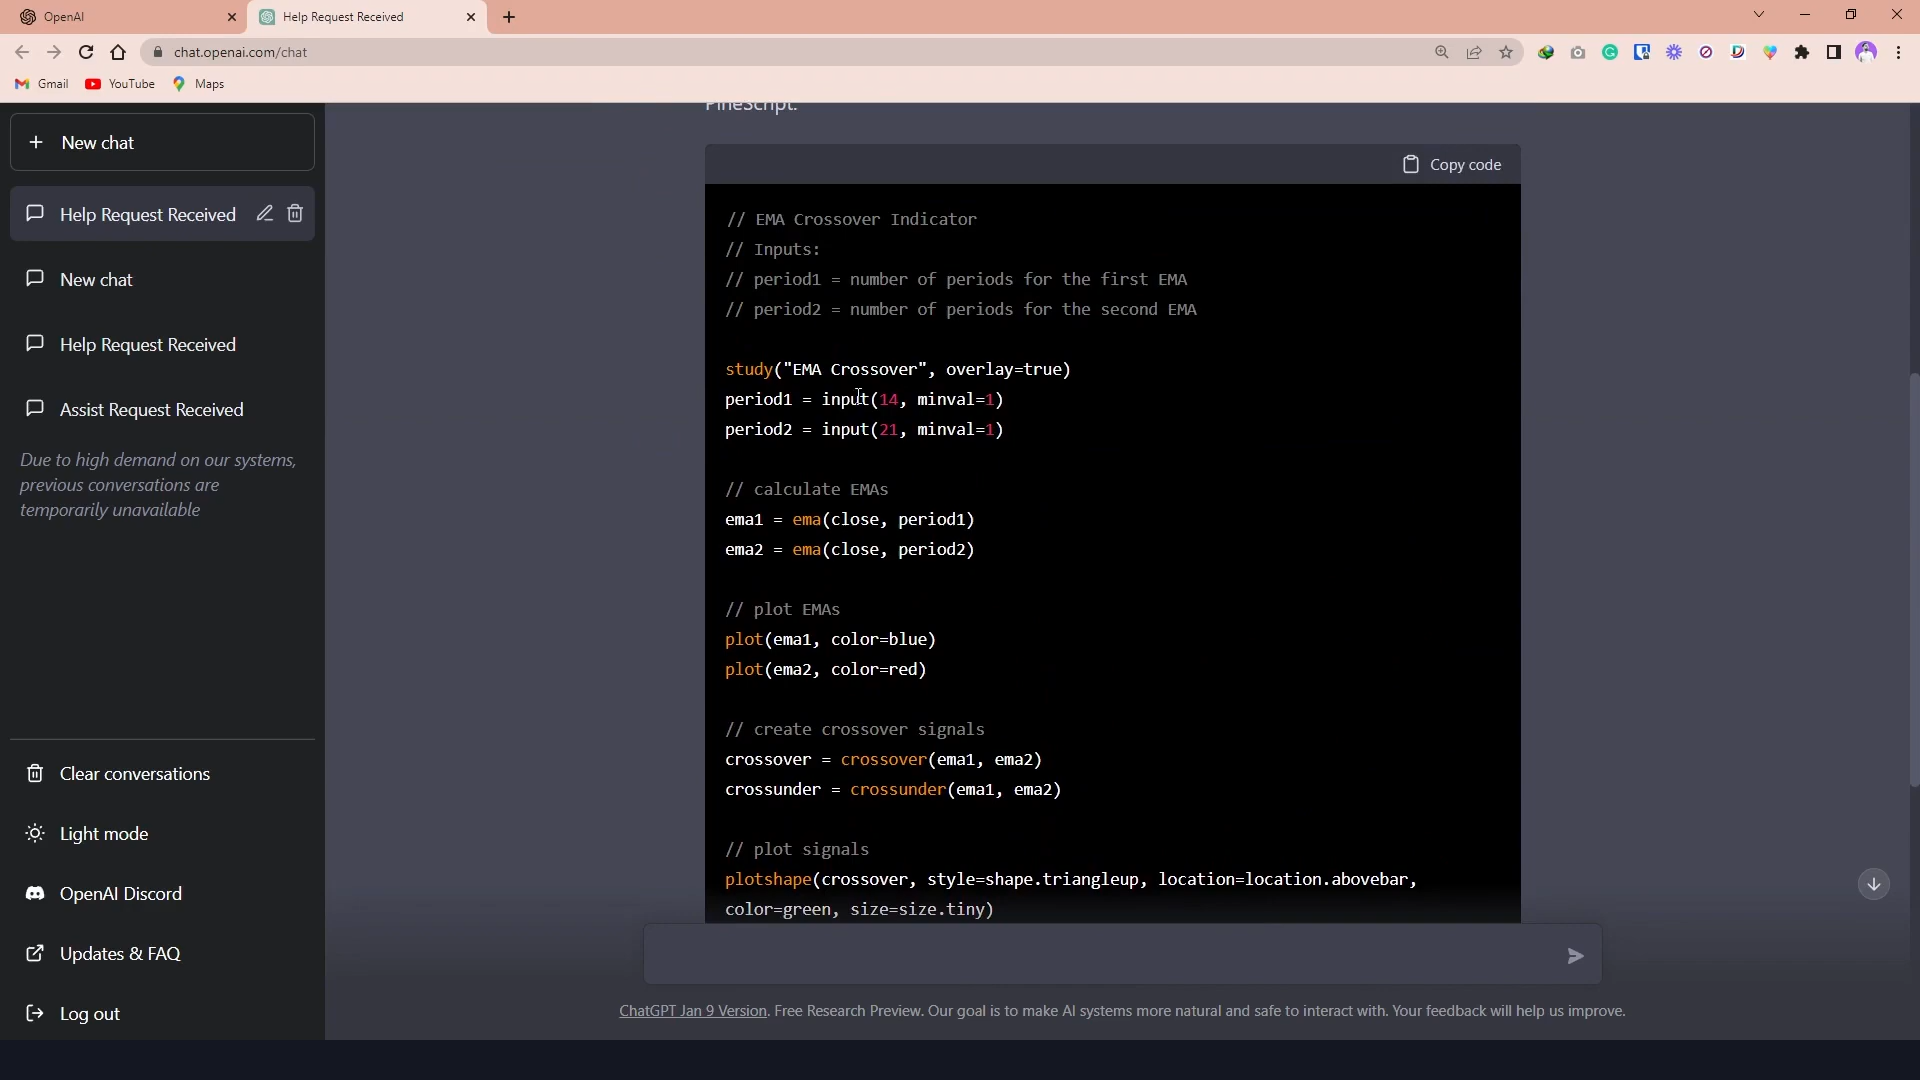 OpenAI
Help Request Received
chat.openai.com/chat
Gmail
YouTube
Maps
PineScript.
New chat
Help Request Received
New chat
Help Request Received
Assist Request Received
Due to high demand on our systems,
previous conversations are
temporarily unavailable
Clear conversations
Light mode
OpenAI Discord
Updates & FAQ
Log out
Copy code
// EMA Crossover Indicator
// Inputs:
// period1 = number of periods for the first EMA
// period2 = number of periods for the second EMA
study("EMA Crossover", overlay=true)
period1 = input(14, minval=1)
period2 = input(21, minval=1)
// calculate EMAs
ema1 = ema(close, period1)
ema2 = ema(close, period2)
// plot EMAs
plot(ema1, color=blue)
plot(ema2, color=red)
// create crossover signals
crossover = crossover(ema1, ema2)
crossunder = crossunder(ema1, ema2)
// plot signals
plotshape(crossover, style=shape.triangleup, location=location.abovebar,
color=green, size=size.tiny)
ChatGPT Jan 9 Version. Free Research Preview. Our goal is to make AI systems more natural and safe to interact with. Your feedback will help us improve.